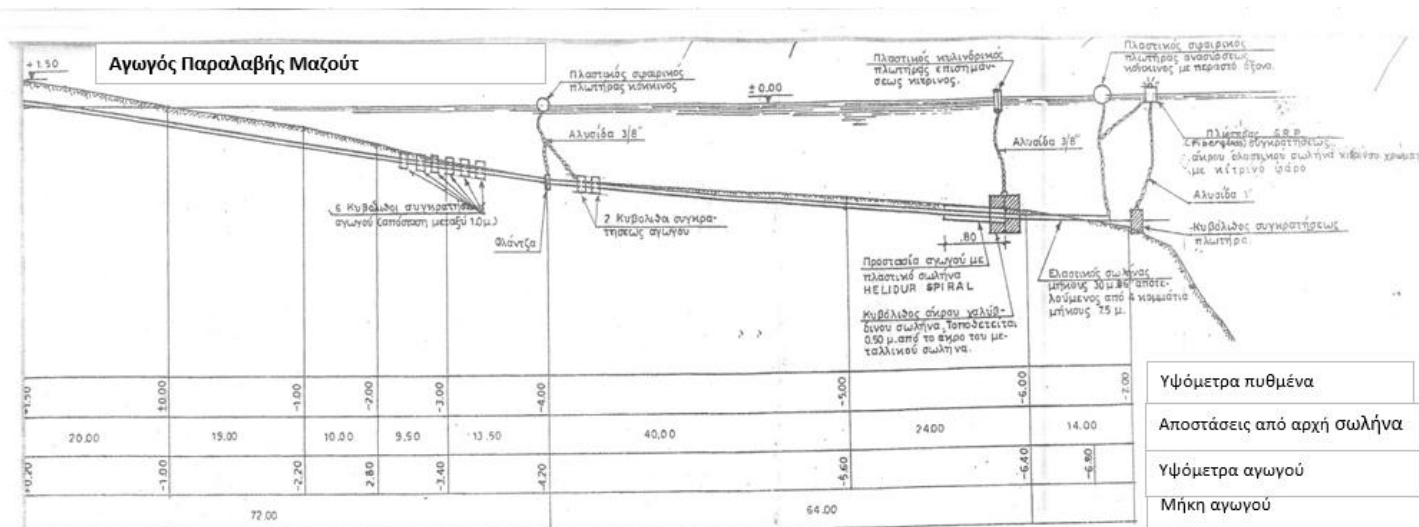 Αγωγός Παραλαβής Μαζούτ
+1.50
Πλαστικός σφαιρικός
πλωτήρας κόκκινος
± 0.00
Πλαστικός κυλινδρικός
πλωτήρας επισημάν-
σεως κίτρινος.
Πλαστικός σφαιρικός
πλωτήρας ανασύσεως
κόκκινος με περαστό άξονα.
Αλυσίδα 3/8"
Αλυσίδα 3/8"
Πλωτήρας G.R.P.
(Fiberglass) συγκρατήσεως
άκρου ελαστικού σωλήνα
με κίτρινο φάρο
Αλυσίδα 1"
Κυβόλιθος συγκρατήσεως
πλωτήρα.
6 Κυβόλιθοι συγκρατήσεως
αγωγού (απόσταση μεταξύ 1.0μ.)
Φλάντζα
2 Κυβόλιθοι συγκρα-
τήσεως αγωγού
.80
Προστασία αγωγού με
πλαστικό σωλήνα
HELIDUR SPIRAL
Κυβόλιθος άκρου χαλύβ-
δινου σωλήνα, Τοποθετείται
0.50 μ. από το άκρο του με-
ταλλικού σωλήνα.
Ελαστικός σωλήνας
μήκους 30 μ. Φ6" αποτε-
λούμενος από 4 κομμάτια
μήκους 7.5 μ.
+1.50 ±0.00 -1.00 -2.00 -3.00 -4.00 -5.00 -6.00 -7.00
Υψόμετρα πυθμένα
20.00 19.00 10.00 9.50 13.50 40,00 24.00 14.00
Αποστάσεις από αρχή σωλήνα
+0.20 -1.00 -2.20 2.80 -3.40 -4.20 -5.60 -6.40 -6.80
Υψόμετρα αγωγού
72.00 64.00
Μήκη αγωγού